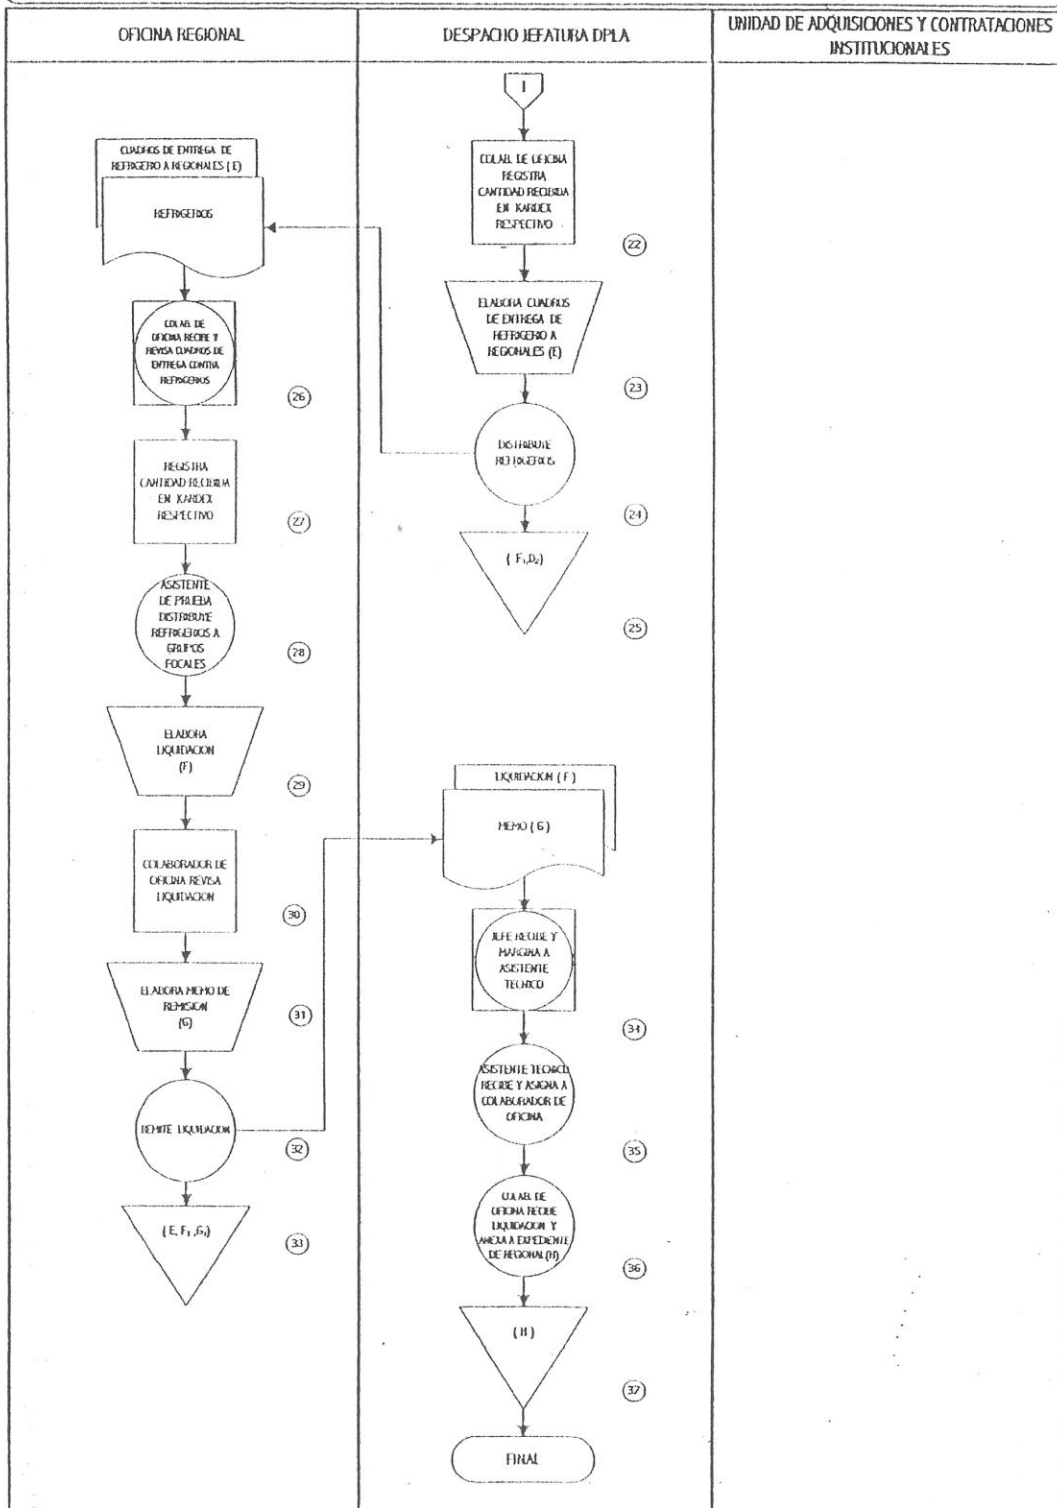 OFICINA REGIONAL
DESPACHO JEFATURA DPLA
UNIDAD DE ADQUISICIONES Y CONTRATACIONES
INSTITUCIONALES
CUADROS DE ENTREGA DE
REFRIGERIO A REGIONALES (E)
REFRIGERIOS
COLAB. DE
OFICINA RECIBE Y
REVISA CUADROS DE
ENTREGA CONTRA
REFRIGERIOS
26
REGISTRA
CANTIDAD RECIBIDA
EN KARDEX
RESPECTIVO
27
ASISTENTE
DE PRUEBA
DISTRIBUYE
REFRIGERIOS A
GRUPOS
FOCALES
28
ELABORA
LIQUIDACION
(F)
29
COLABORADOR DE
OFICINA REVISA
LIQUIDACION
30
ELABORA MEMO DE
REMISION
(G)
31
REMITE LIQUIDACION
32
( E, F₁ ,G₁)
33
COLAB. DE OFICINA
REGISTRA
CANTIDAD RECIBIDA
EN KARDEX
RESPECTIVO
22
ELABORA CUADROS
DE ENTREGA DE
REFRIGERIO A
REGIONALES (E)
23
DISTRIBUYE
REFRIGERIOS
24
( F₁,D₂)
25
LIQUIDACION ( F )
MEMO ( G )
JEFE RECIBE Y
MARGINA A
ASISTENTE
TECNICO
34
ASISTENTE TECNICO
RECIBE Y ASIGNA A
COLABORADOR DE
OFICINA
35
COLAB. DE
OFICINA RECIBE
LIQUIDACION Y
ANEXA A EXPEDIENTE
DE REGIONAL (H)
36
( H )
37
FINAL